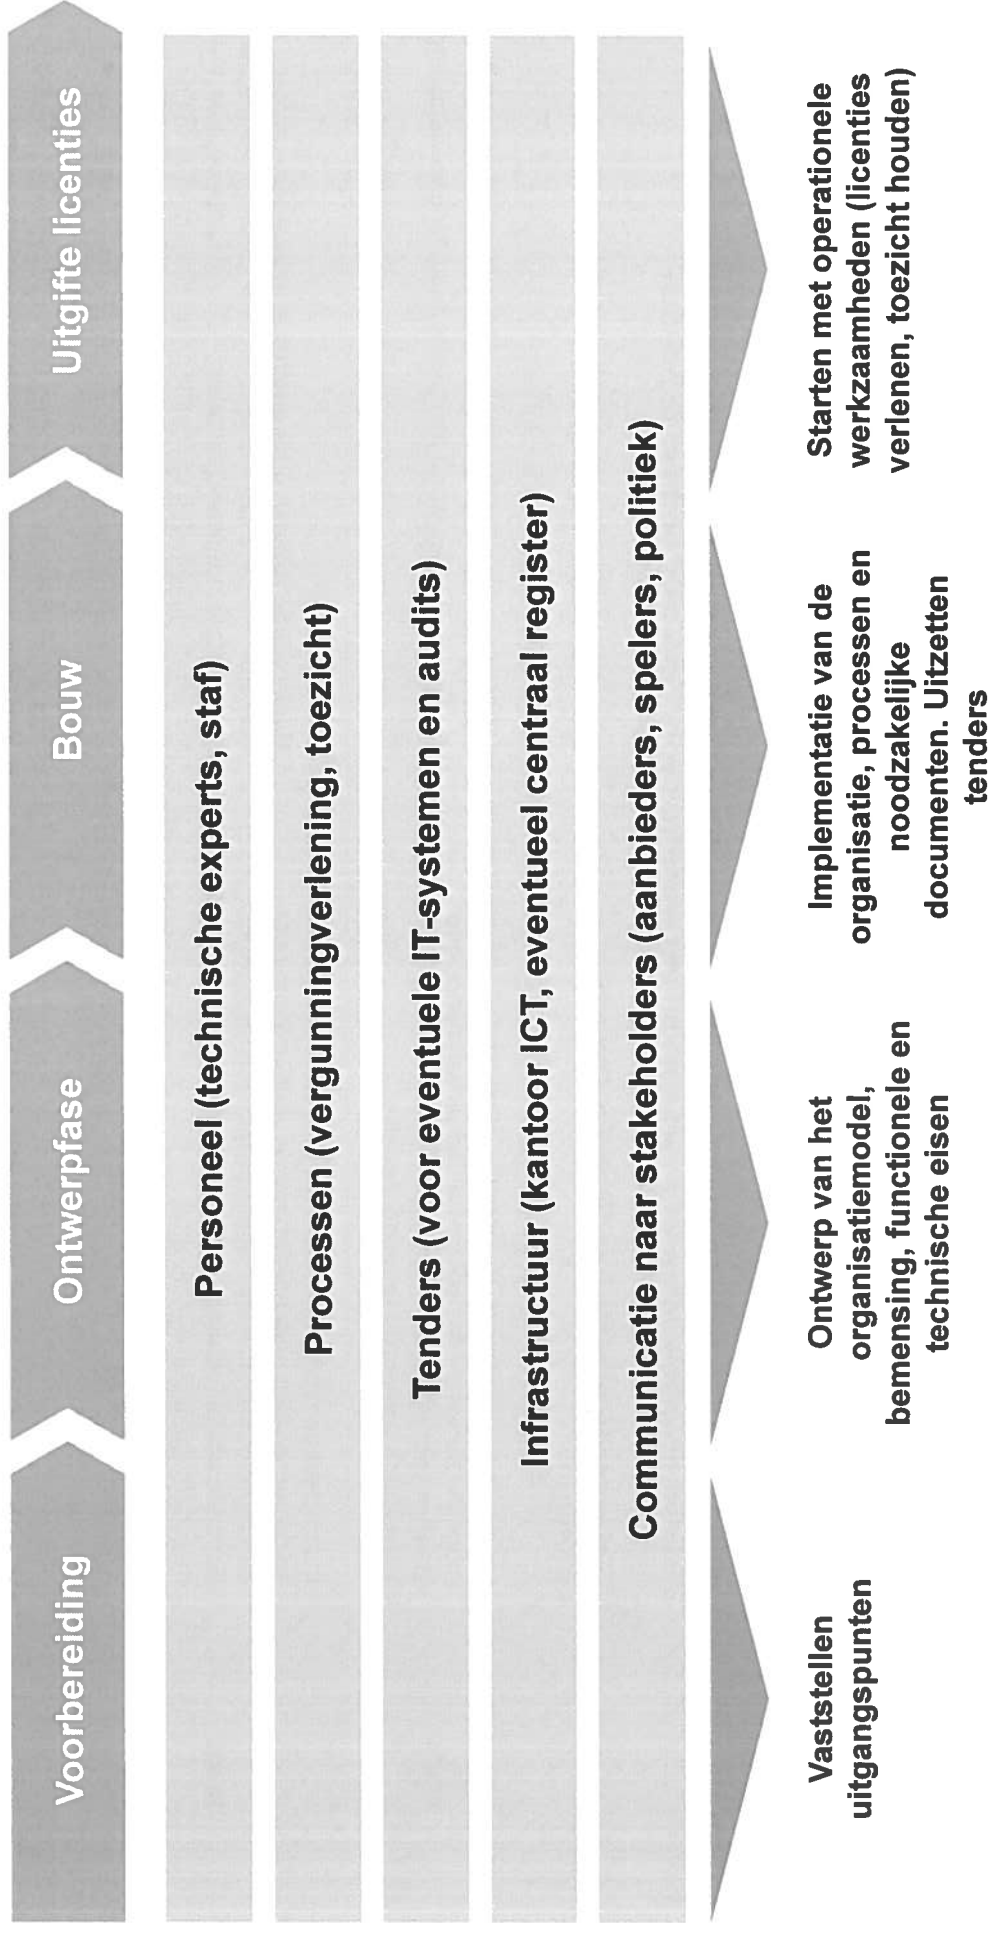 Voorbereiding
Ontwerpfase
Bouw
Uitgifte licenties
Personeel (technische experts, staf)
Processen (vergunningverlening, toezicht)
Tenders (voor eventuele IT-systemen en audits)
Infrastructuur (kantoor ICT, eventueel centraal register)
Communicatie naar stakeholders (aanbieders, spelers, politiek)
Vaststellen
uitgangspunten
Ontwerp van het
organisatiemodel,
bemensing, functionele en
technische eisen
Implementatie van de
organisatie, processen en
noodzakelijke
documenten. Uitzetten
tenders
Starten met operationele
werkzaamheden (licenties
verlenen, toezicht houden)